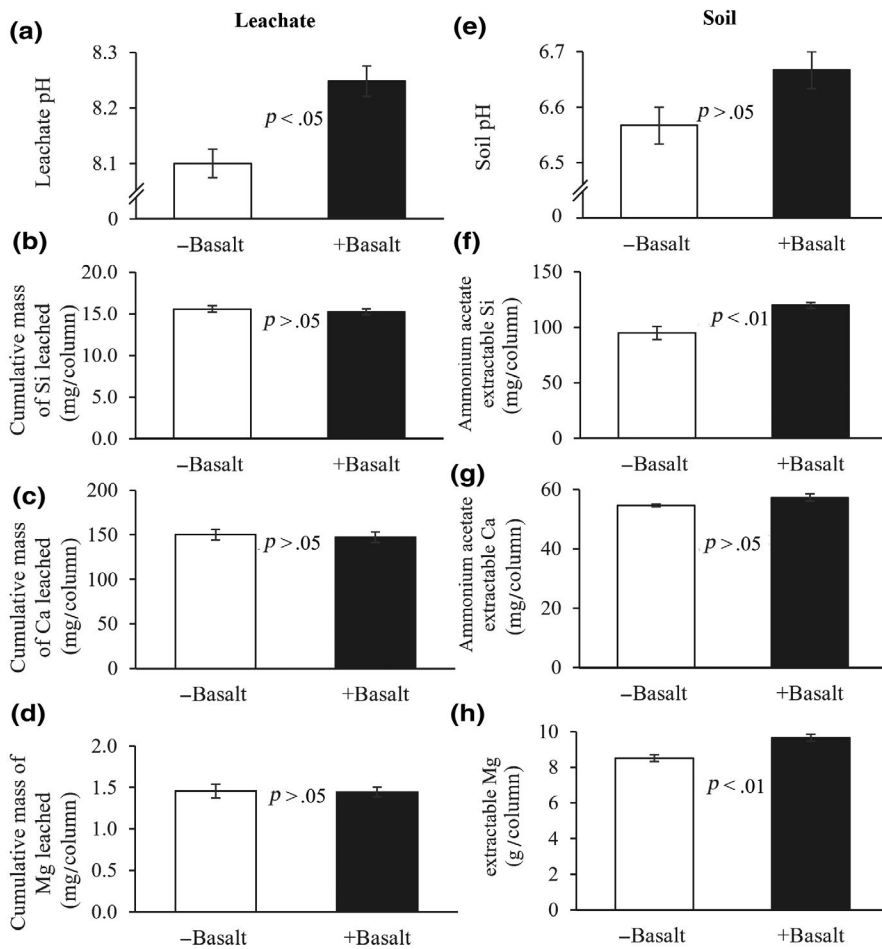 Leachate
(a)
Leachate pH
8.3
8.2
8.1
0
p < .05
−Basalt
+Basalt
(b)
Cumulative mass
of Si leached
(mg/column)
20.0
15.0
10.0
5.0
0.0
p > .05
−Basalt
+Basalt
(c)
Cumulative mass
of Ca leached
(mg/column)
200
150
100
50
0
p > .05
−Basalt
+Basalt
(d)
Cumulative mass of
Mg leached
(mg/column)
2.0
1.5
1.0
0.5
0.0
p > .05
−Basalt
+Basalt
Soil
(e)
Soil pH
6.7
6.6
6.5
0
p > .05
−Basalt
+Basalt
(f)
Ammonium acetate
extractable Si
(mg/column)
150
100
50
0
p < .01
−Basalt
+Basalt
(g)
Ammonium acetate
extractable Ca
(mg/column)
60
40
20
0
p > .05
−Basalt
+Basalt
(h)
extractable Mg
(g/column)
10
8
6
4
2
0
p < .01
−Basalt
+Basalt